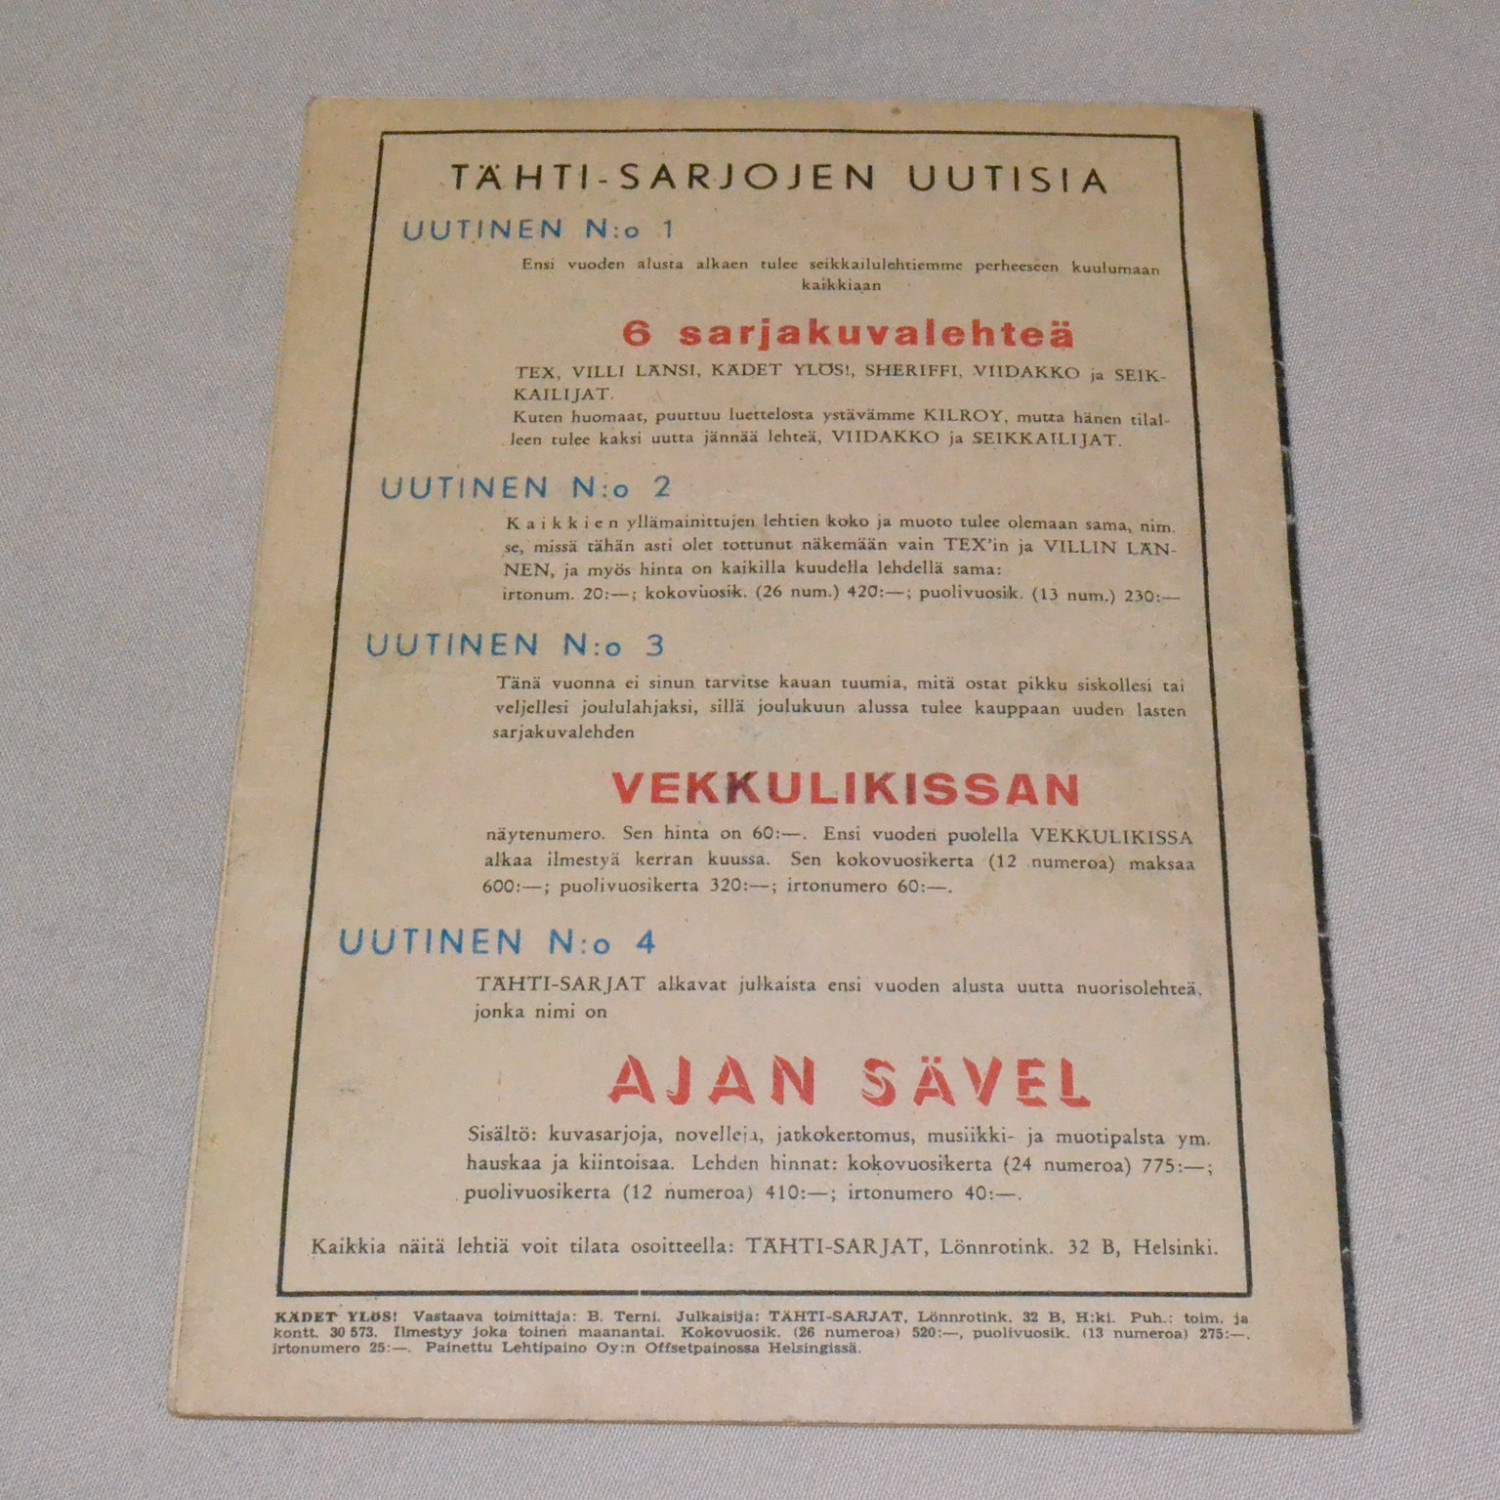 TÄHTI-SARJOJEN UUTISIA
UUTINEN N:o 1
Ensi vuoden alusta alkaen tulee seikkailulehtiemme perheeseen kuulumaan
kaikkiaan
6 sarjakuvalehteä
TEX, VILLI LÄNSI, KÄDET YLÖS!, SHERIFFI, VIIDAKKO ja SEIK-
KAILIJAT.
Kuten huomaat, puuttuu luettelosta ystävämme KILROY, mutta hänen tilal-
leen tulee kaksi uutta jännää lehteä, VIIDAKKO ja SEIKKAILIJAT.
UUTINEN N:o 2
Kaikkien yllämainittujen lehtien koko ja muoto tulee olemaan sama, nim.
se, missä tähän asti olet tottunut näkemään vain TEX'in ja VILLIN LÄN-
NEN, ja myös hinta on kaikilla kuudella lehdellä sama:
irtonum. 20:—; kokovuosik. (26 num.) 420:—; puolivuosik. (13 num.) 230:—
UUTINEN N:o 3
Tänä vuonna ei sinun tarvitse kauan tuumia, mitä ostat pikku siskollesi tai
veljellesi joululahjaksi, sillä joulukuun alussa tulee kauppaan uuden lasten
sarjakuvalehden
VEKKULIKISSAN
näytenumero. Sen hinta on 60:—. Ensi vuoden puolella VEKKULIKISSA
alkaa ilmestyä kerran kuussa. Sen kokovuosikerta (12 numeroa) maksaa
600:—; puolivuosikerta 320:—; irtonumero 60:—.
UUTINEN N:o 4
TÄHTI-SARJAT alkavat julkaista ensi vuoden alusta uutta nuorisolehteä,
jonka nimi on
AJAN SÄVEL
Sisältö: kuvasarjoja, novelleja, jatkokertomus, musiikki- ja muotipalsta ym.
hauskaa ja kiintoisaa. Lehden hinnat: kokovuosikerta (24 numeroa) 775:—;
puolivuosikerta (12 numeroa) 410:—; irtonumero 40:—.
Kaikkia näitä lehtiä voit tilata osoitteella: TÄHTI-SARJAT, Lönnrotink. 32 B, Helsinki.
KÄDET YLÖS! Vastaava toimittaja: B. Terni. Julkaisija: TÄHTI-SARJAT, Lönnrotink. 32 B, H:ki. Puh.: toim. ja
kontt. 30 573. Ilmestyy joka toinen maanantai. Kokovuosik. (26 numeroa) 520:—, puolivuosik. (13 numeroa) 275:—,
irtonumero 25:—. Painettu Lehtipaino Oy:n Offsetpainossa Helsingissä.